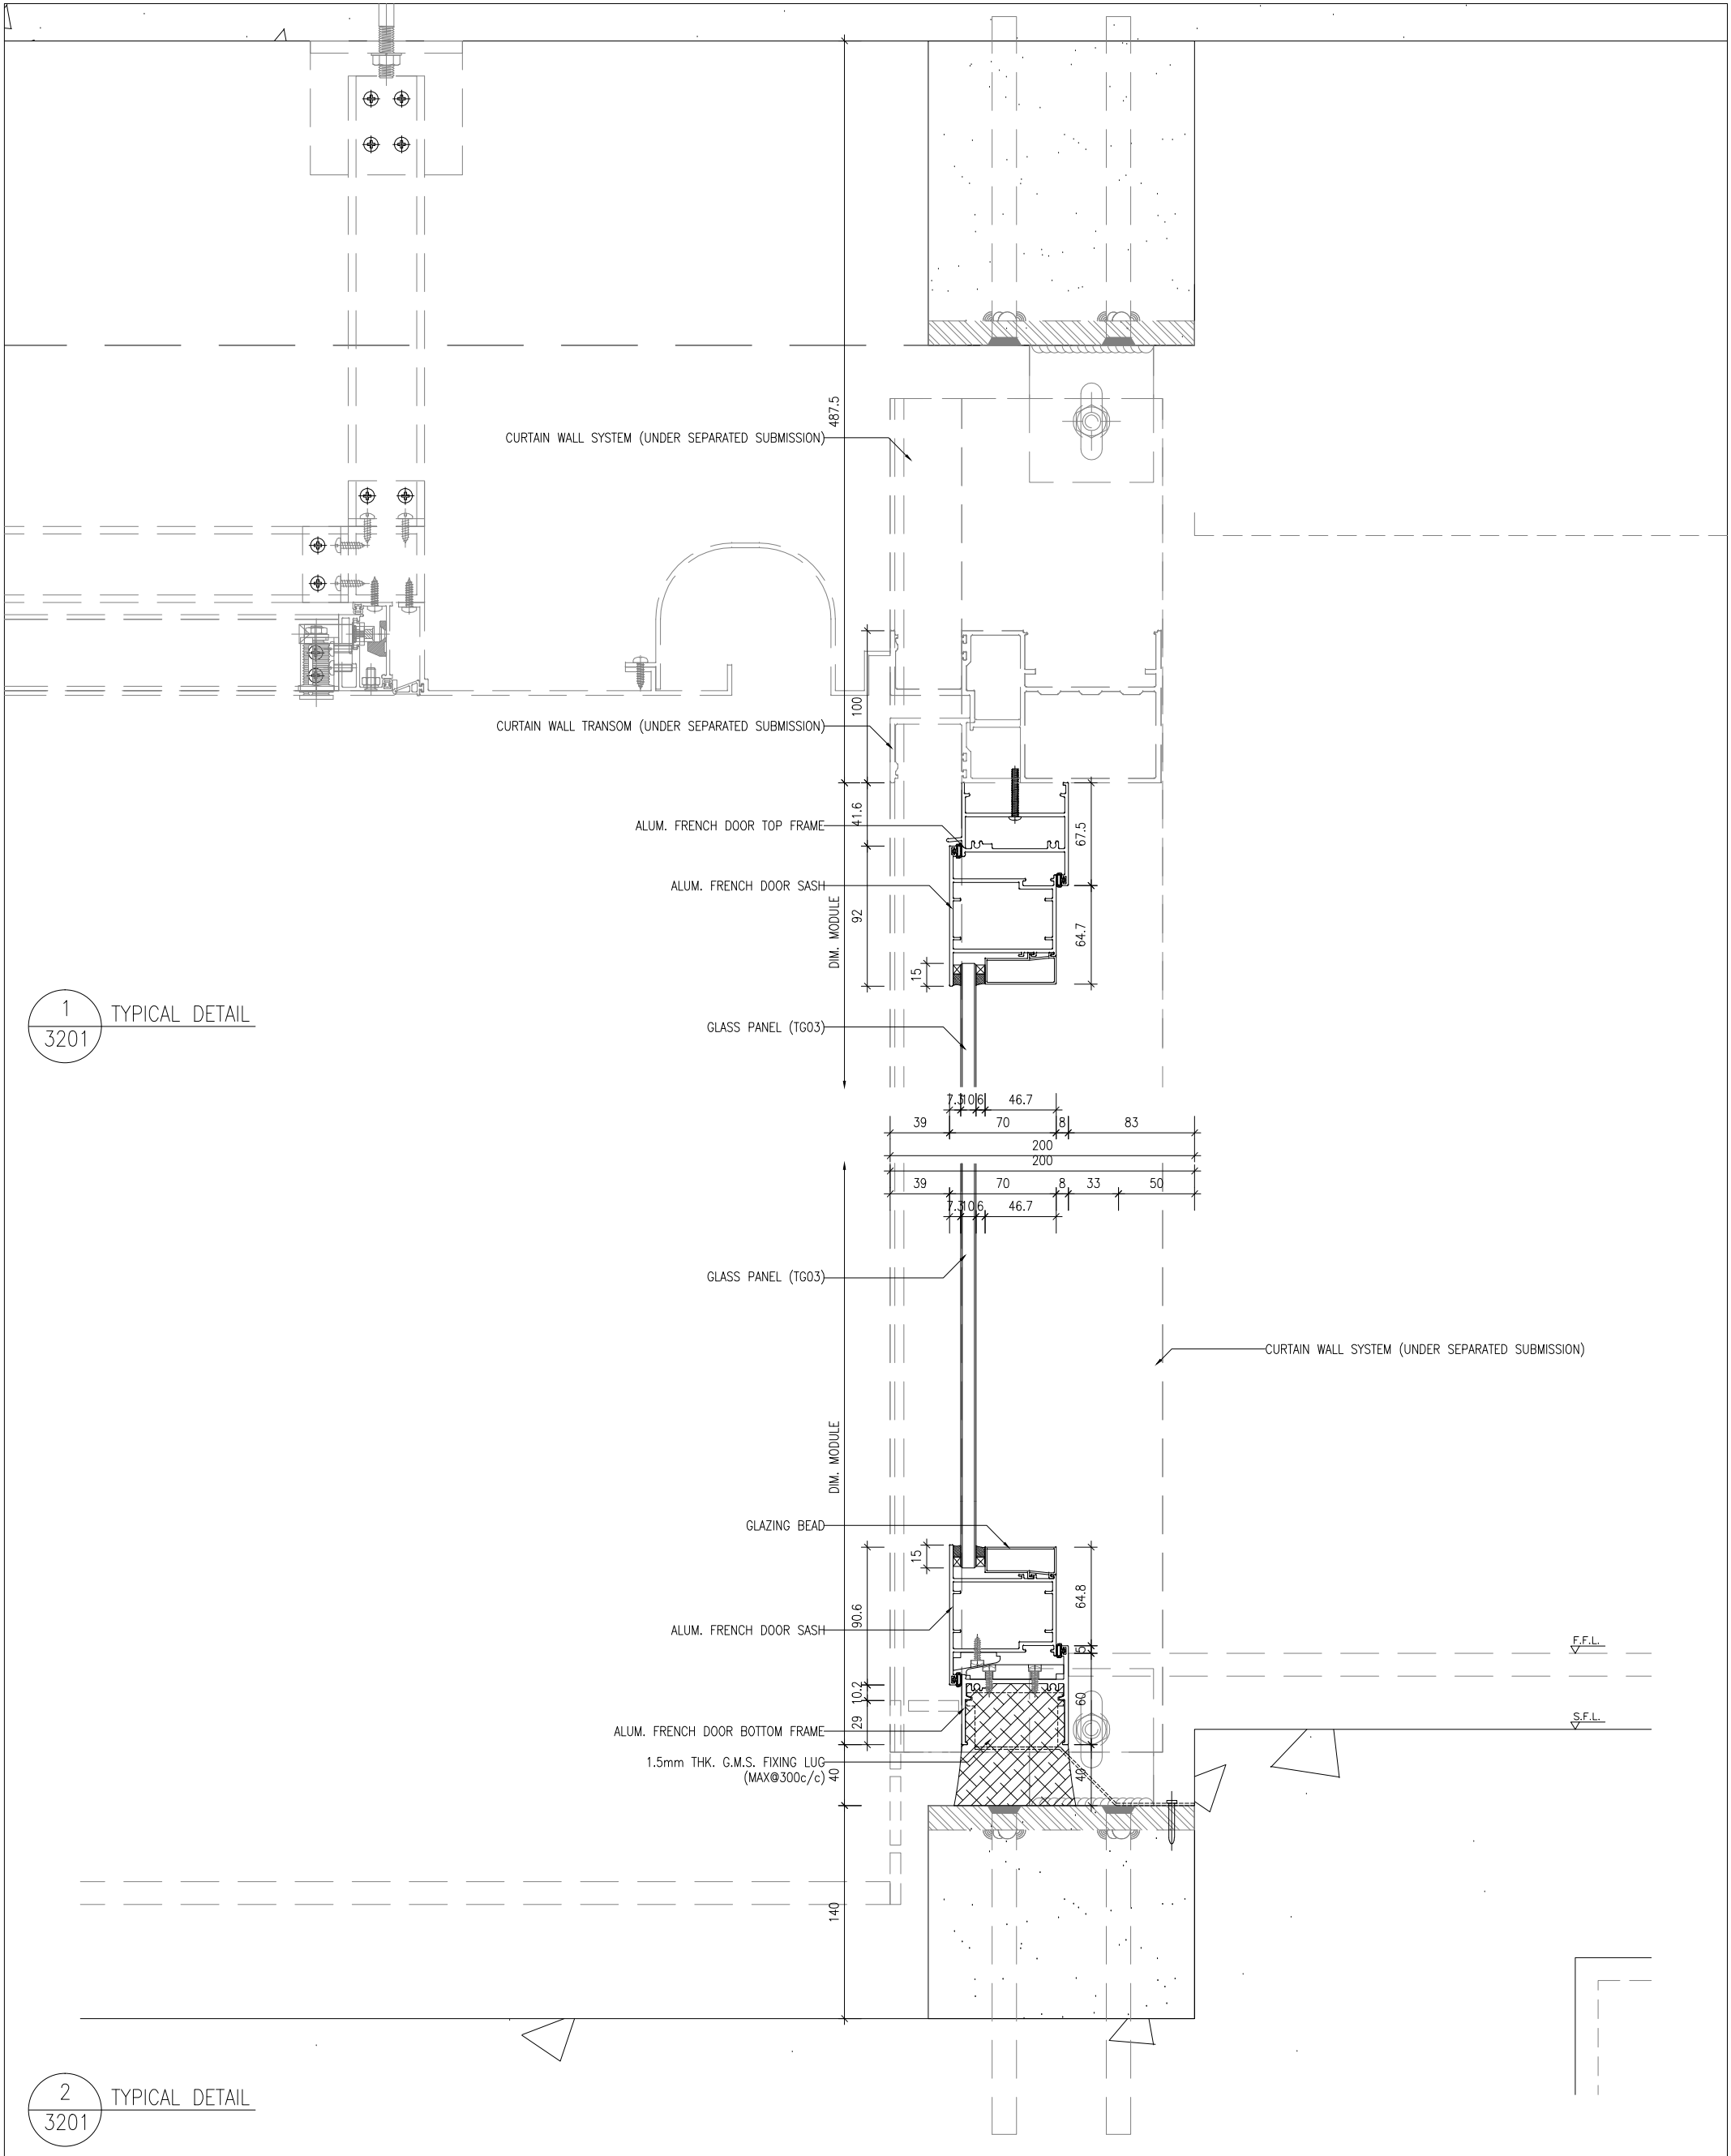 487.5
CURTAIN WALL SYSTEM (UNDER SEPARATED SUBMISSION)
100
CURTAIN WALL TRANSOM (UNDER SEPARATED SUBMISSION)
41.6
ALUM. FRENCH DOOR TOP FRAME
67.5
ALUM. FRENCH DOOR SASH
92
DIM. MODULE
64.7
15
1
3201
TYPICAL DETAIL
GLASS PANEL (TG03)
7.3 10 6 46.7
39 70 8 83
200
200
39 70 8 33 50
7.3 10 6 46.7
GLASS PANEL (TG03)
CURTAIN WALL SYSTEM (UNDER SEPARATED SUBMISSION)
DIM. MODULE
GLAZING BEAD
15
64.8
90.6
ALUM. FRENCH DOOR SASH
5
F.F.L.
10.2
60
29
ALUM. FRENCH DOOR BOTTOM FRAME
S.F.L.
1.5mm THK. G.M.S. FIXING LUG
(MAX@300c/c)
40
40
140
2
3201
TYPICAL DETAIL